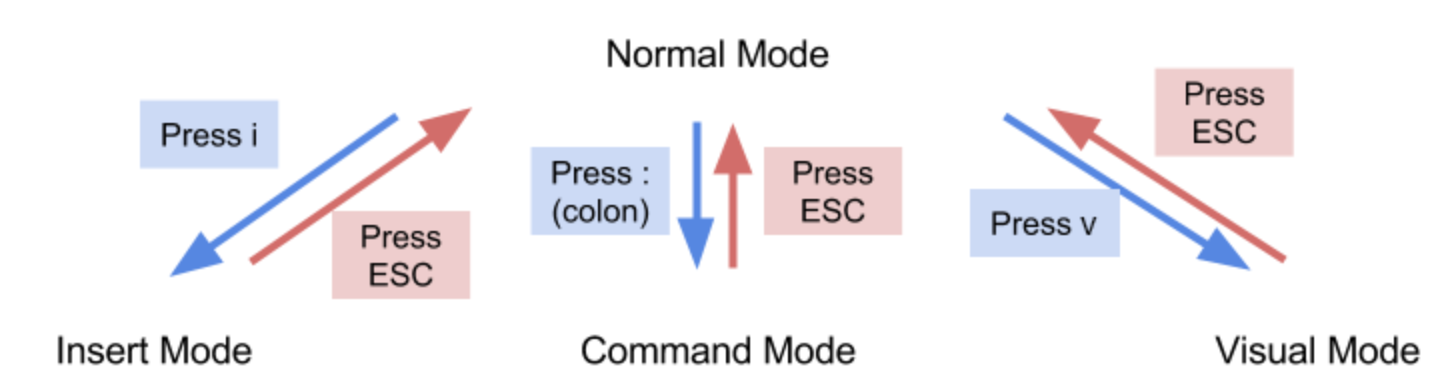 Normal Mode
Press i
Press
ESC
Press :
(colon)
Press
ESC
Press v
Press
ESC
Insert Mode
Command Mode
Visual Mode